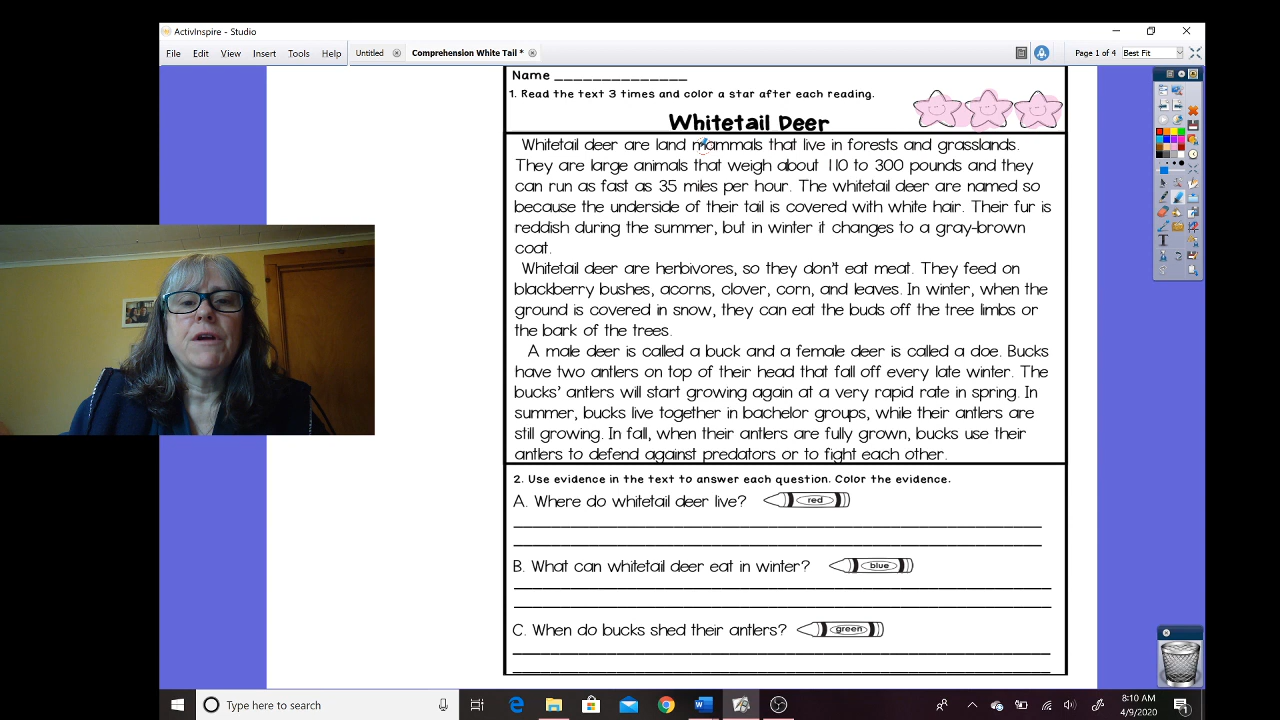 ActivInspire - Studio
File Edit View Insert Tools Help Untitled Comprehension White Tail * Page 1 of 4 Best Fit
Name ______________
1. Read the text 3 times and color a star after each reading.
Whitetail Deer
Whitetail deer are land mammals that live in forests and grasslands.
They are large animals that weigh about 110 to 300 pounds and they
can run as fast as 35 miles per hour. The whitetail deer are named so
because the underside of their tail is covered with white hair. Their fur is
reddish during the summer, but in winter it changes to a gray-brown
coat.
Whitetail deer are herbivores, so they don't eat meat. They feed on
blackberry bushes, acorns, clover, corn, and leaves. In winter, when the
ground is covered in snow, they can eat the buds off the tree limbs or
the bark of the trees.
A male deer is called a buck and a female deer is called a doe. Bucks
have two antlers on top of their head that fall off every late winter. The
bucks' antlers will start growing again at a very rapid rate in spring. In
summer, bucks live together in bachelor groups, while their antlers are
still growing. In fall, when their antlers are fully grown, bucks use their
antlers to defend against predators or to fight each other.
2. Use evidence in the text to answer each question. Color the evidence.
A. Where do whitetail deer live? red
B. What can whitetail deer eat in winter? blue
C. When do bucks shed their antlers? green
Type here to search
8:10 AM
4/9/2020